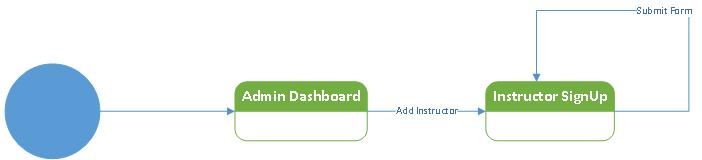 Submit Form
Admin Dashboard
Add Instructor
Instructor SignUp